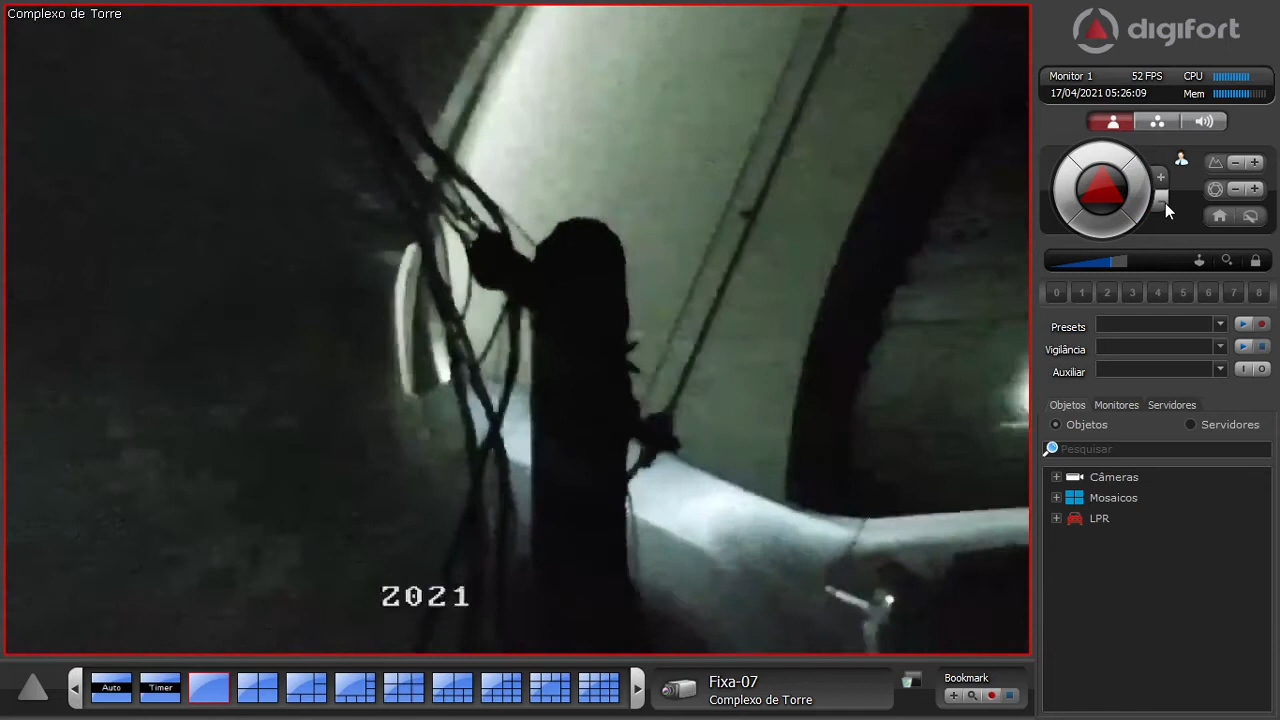 Complexo de Torre
digifort
Monitor 1 52 FPS CPU
17/04/2021 05:26:09 Mem
0 1 2 3 4 5 6 7 8
Presets
Vigilância
Auxiliar
Objetos Monitores Servidores
Objetos Servidores
Pesquisar
Câmeras
Mosaicos
LPR
2021
Auto Timer
Fixa-07
Complexo de Torre
Bookmark